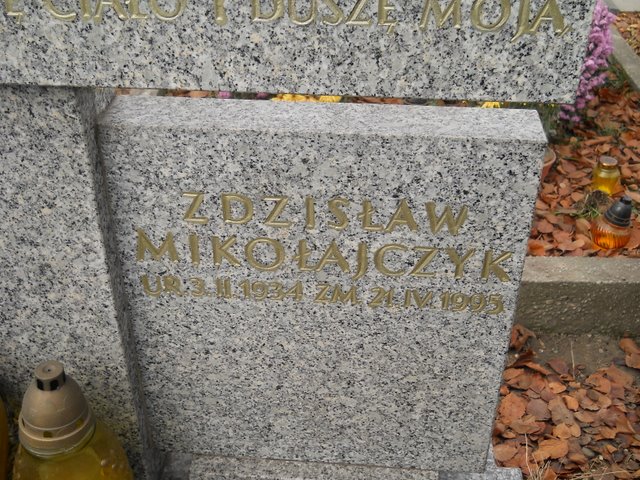 CIAŁO Y DUSZĘ MOJĄ
ZDZISŁAW
MIKOŁAJCZYK
UR. 3. II. 1934 ZM. 21. IV. 1995